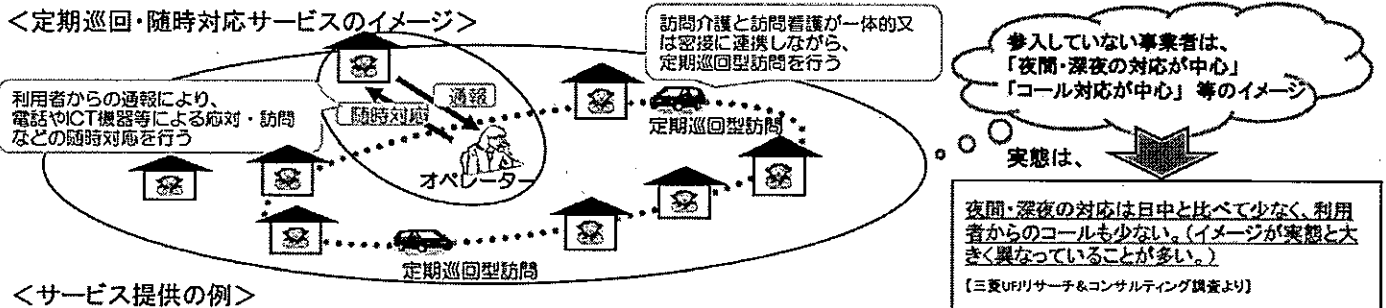 <定期巡回・随時対応サービスのイメージ>
訪問介護と訪問看護が一体的又
は密接に連携しながら、
定期巡回型訪問を行う
利用者からの通報により、
電話やICT機器等による応対・訪問
などの随時対応を行う
通報
随時対応
オペレーター
定期巡回型訪問
定期巡回型訪問
参入していない事業者は、
「夜間・深夜の対応が中心」
「コール対応が中心」 等のイメージ
実態は、
夜間・深夜の対応は日中と比べて少なく、利用
者からのコールも少ない。(イメージが実態と大
きく異なっていることが多い。)
【三菱UFJリサーチ&コンサルティング調査より】
<サービス提供の例>